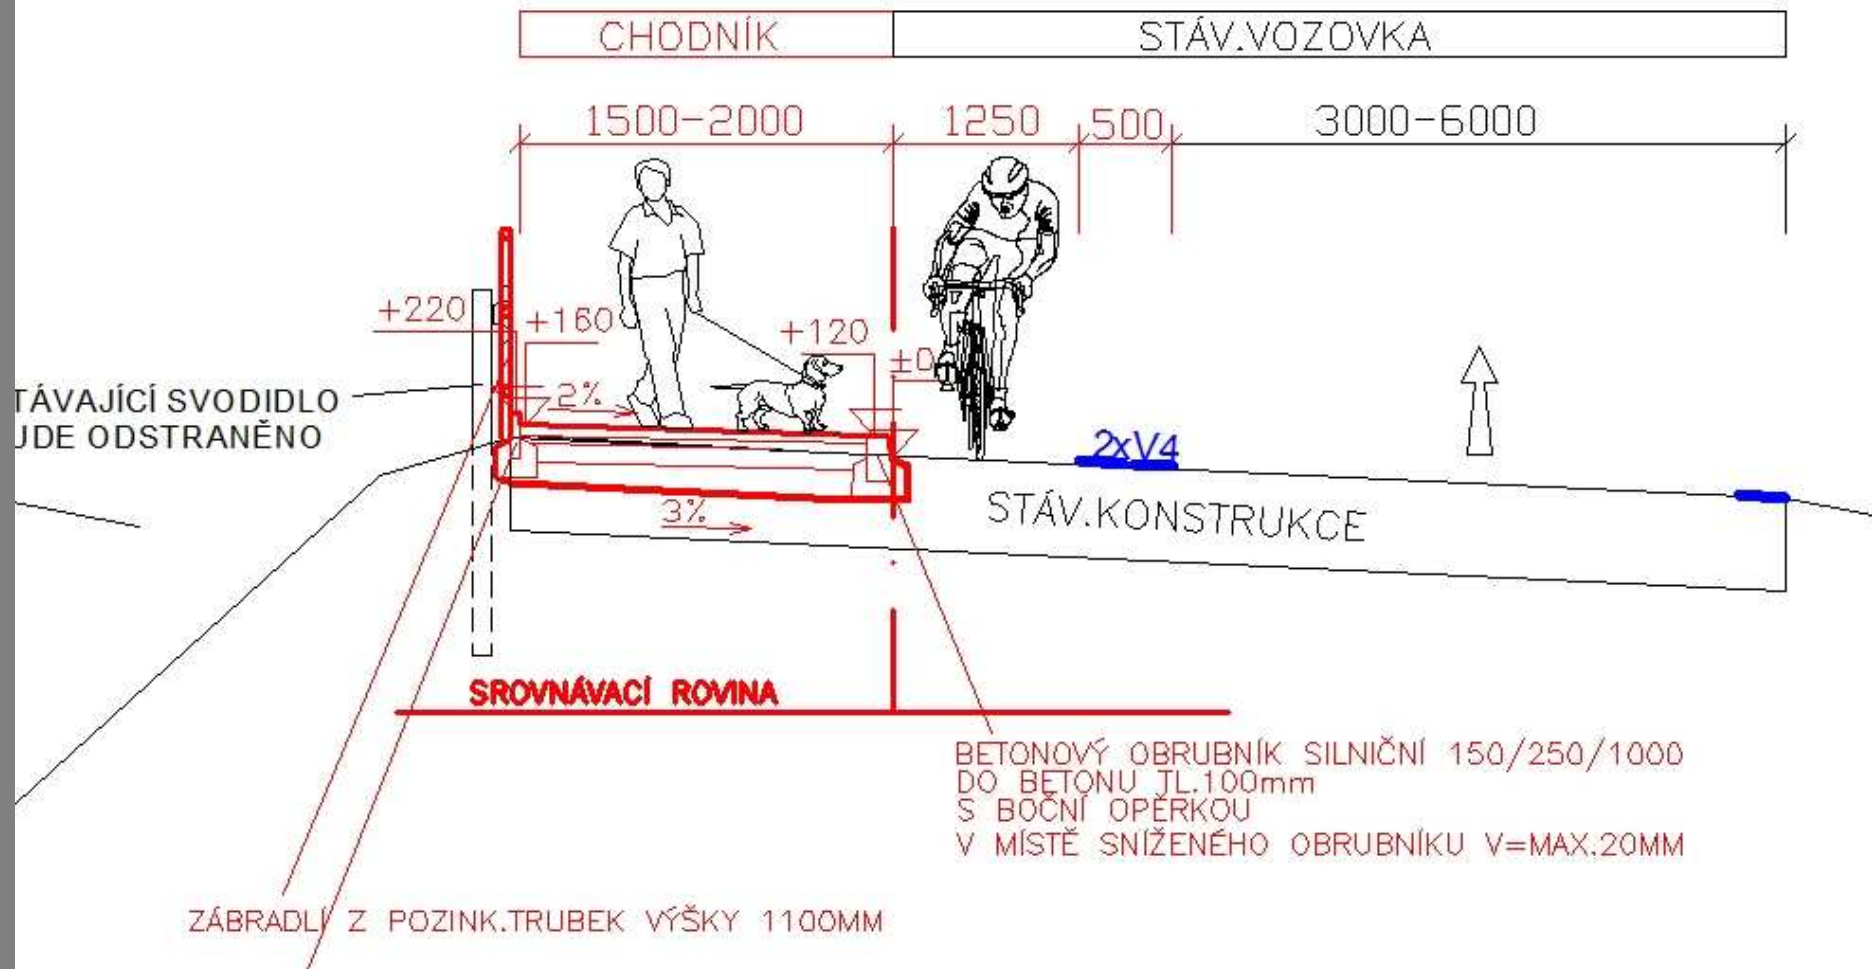 CHODNÍK
STÁV.VOZOVKA
1500-2000
1250
500
3000-6000
+220
+160
+120
±0
2%
TÁVAJÍCÍ SVODIDLO
UDE ODSTRANĚNO
2xV4
STÁV.KONSTRUKCE
3%
SROVNÁVACÍ ROVINA
BETONOVÝ OBRUBNÍK SILNIČNÍ 150/250/1000
DO BETONU TL.100mm
S BOČNÍ OPĚRKOU
V MÍSTĚ SNÍŽENÉHO OBRUBNÍKU V=MAX.20MM
ZÁBRADLÍ Z POZINK.TRUBEK VÝŠKY 1100MM